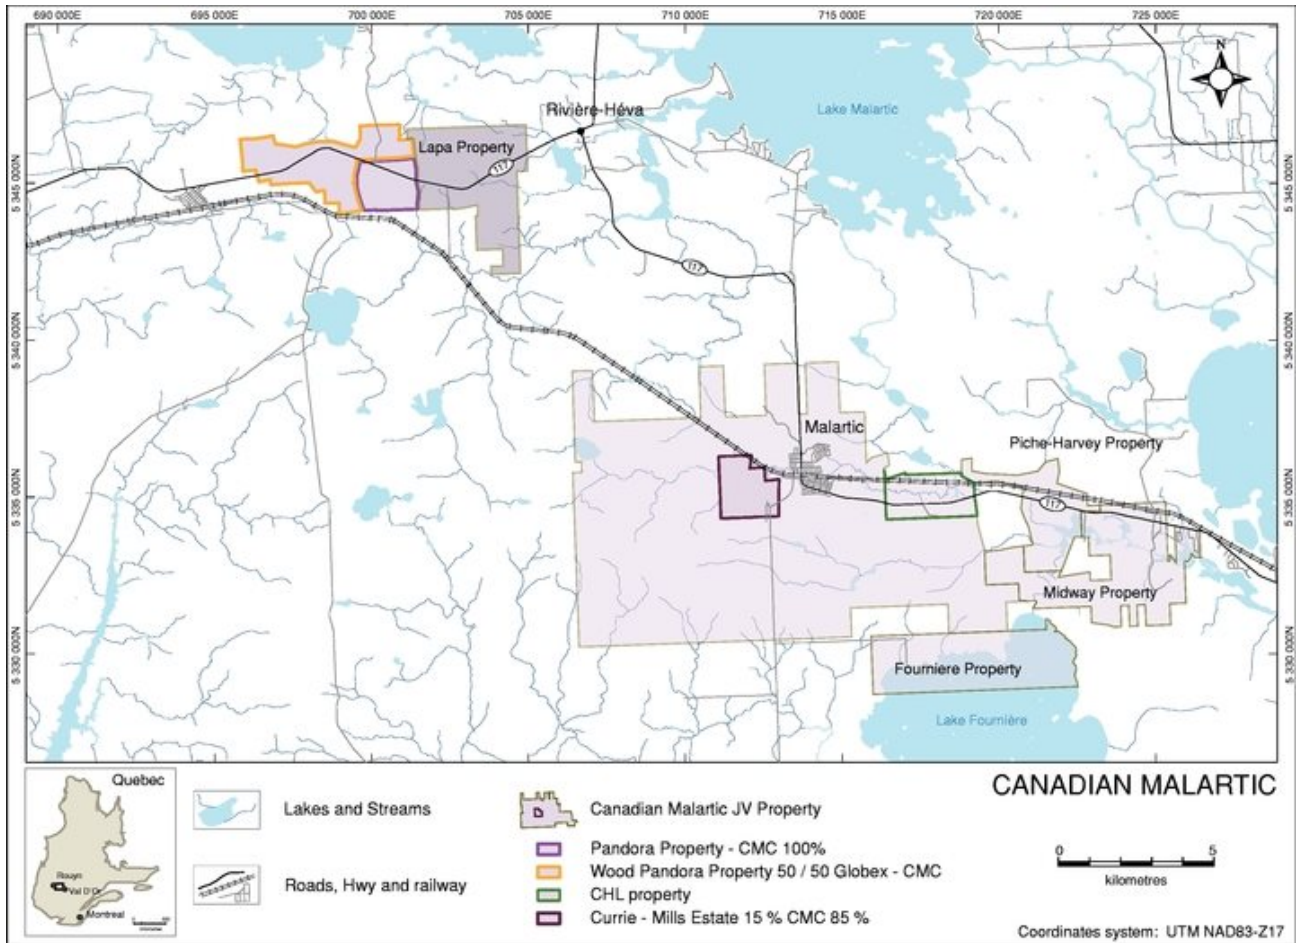 690 000E 695 000E 700 000E 705 000E 710 000E 715 000E 720 000E 725 000E
N
Rivière-Héva
Lake Malartic
Lapa Property
117
5 345 000N 5 345 000N
117
5 340 000N 5 340 000N
Malartic
Piche-Harvey Property
5 335 000N 5 335 000N
117
Midway Property
5 330 000N 5 330 000N
Fourniere Property
Lake Fournière
Quebec
Rouyn
Val D'Or
Montreal
Lakes and Streams
Roads, Hwy and railway
Canadian Malartic JV Property
Pandora Property - CMC 100%
Wood Pandora Property 50 / 50 Globex - CMC
CHL property
Currie - Mills Estate 15 % CMC 85 %
CANADIAN MALARTIC
0 5
kilometres
Coordinates system: UTM NAD83-Z17